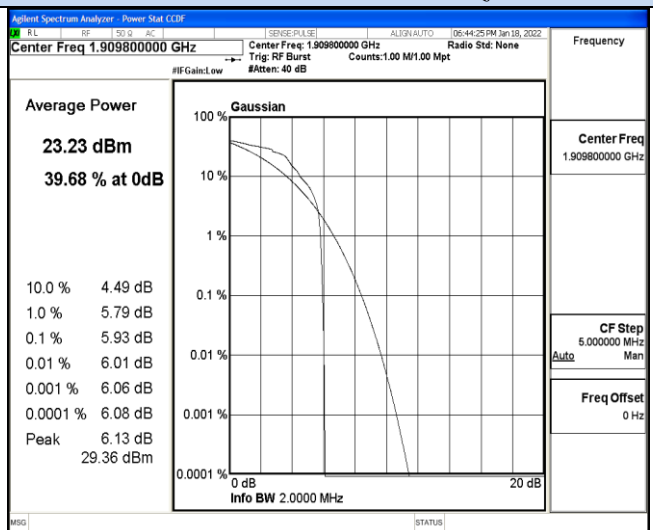 Agilent Spectrum Analyzer - Power Stat CCDF
RL RF 50 Ω AC SENSE:PULSE ALIGN AUTO 06:44:25 PM Jan 18, 2022
Center Freq 1.909800000 GHz
Center Freq: 1.909800000 GHz Radio Std: None
Trig: RF Burst Counts:1.00 M/1.00 Mpt
#IFGain:Low #Atten: 40 dB
Frequency
Average Power
23.23 dBm
39.68 % at 0dB
10.0 % 4.49 dB
1.0 % 5.79 dB
0.1 % 5.93 dB
0.01 % 6.01 dB
0.001 % 6.06 dB
0.0001 % 6.08 dB
Peak 6.13 dB
29.36 dBm
Gaussian
100 %
10 %
1 %
0.1 %
0.01 %
0.001 %
0.0001 %
0 dB 20 dB
Info BW 2.0000 MHz
Center Freq
1.909800000 GHz
CF Step
5.000000 MHz
Auto Man
Freq Offset
0 Hz
MSG STATUS